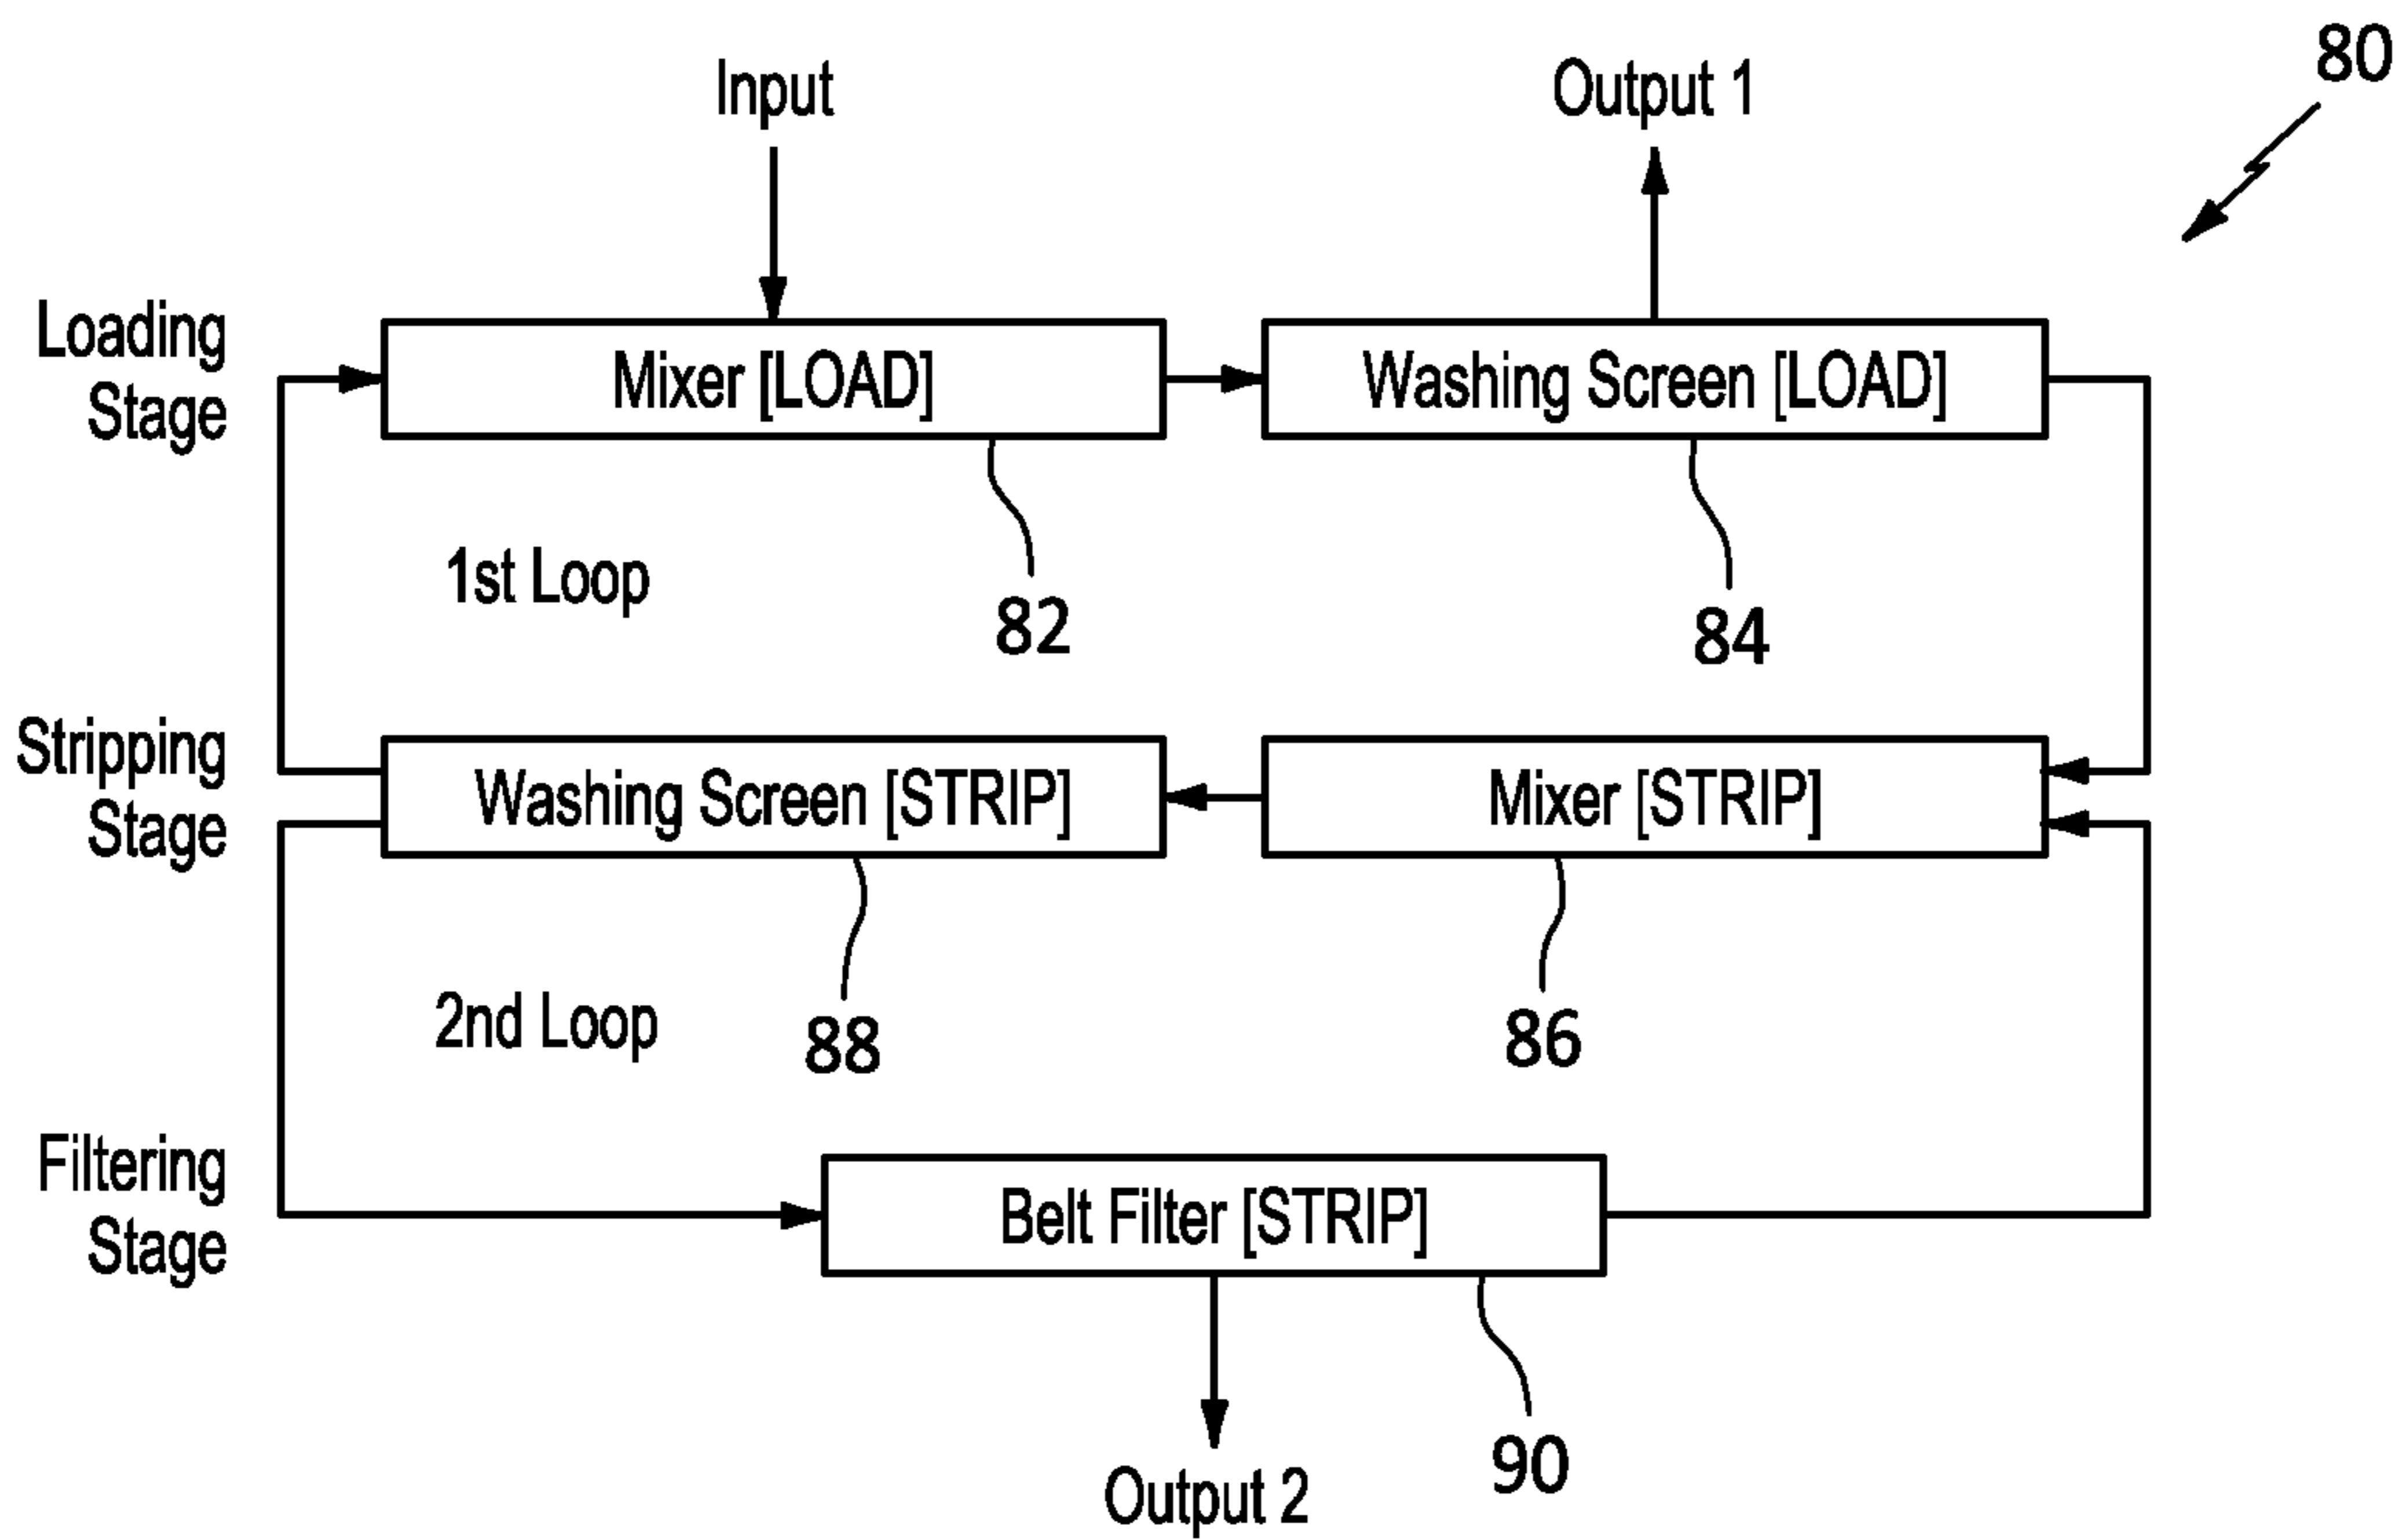 80
Input
Output 1
Loading
Stage
Mixer [LOAD]
Washing Screen [LOAD]
1st Loop
82
84
Stripping
Stage
Washing Screen [STRIP]
Mixer [STRIP]
2nd Loop
88
86
Filtering
Stage
Belt Filter [STRIP]
90
Output 2